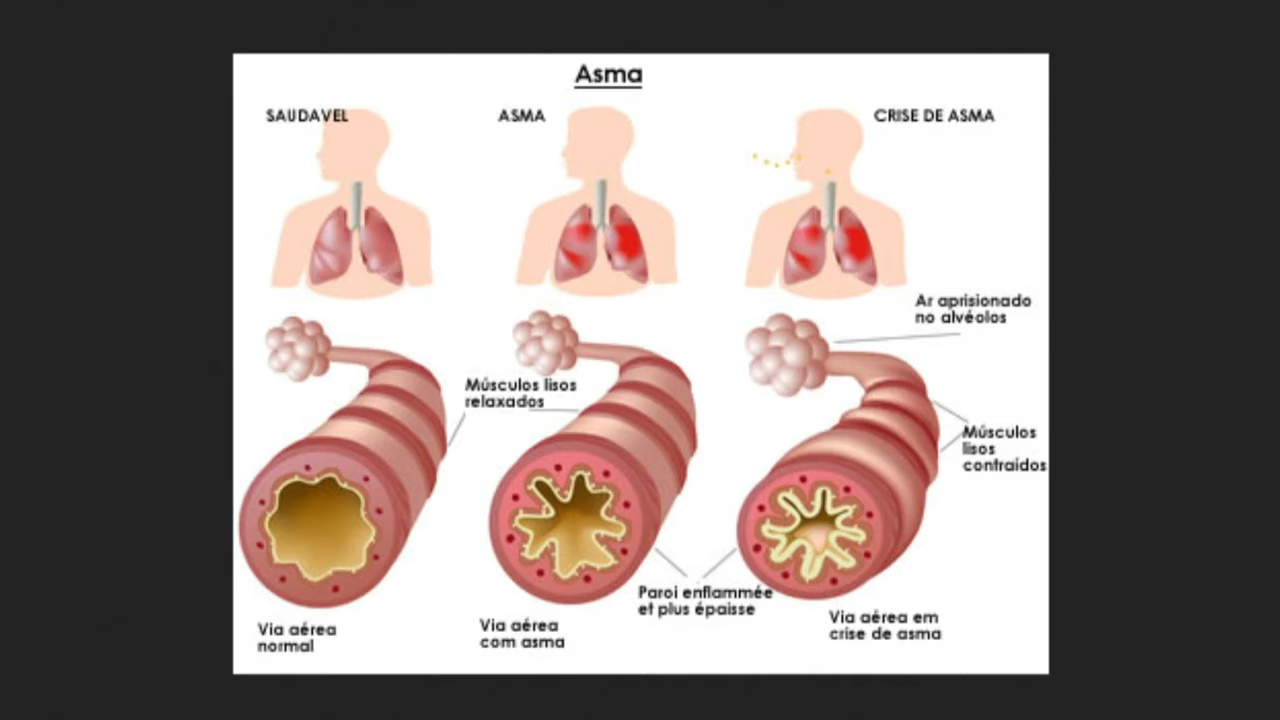 Asma
SAUDAVEL
ASMA
CRISE DE ASMA
Ar aprisionado
no alvéolos
Músculos lisos
relaxados
Músculos
lisos
contraidos
Paroi enflammée
et plus épaisse
Via aérea
normal
Via aérea
com asma
Via aérea em
crise de asma